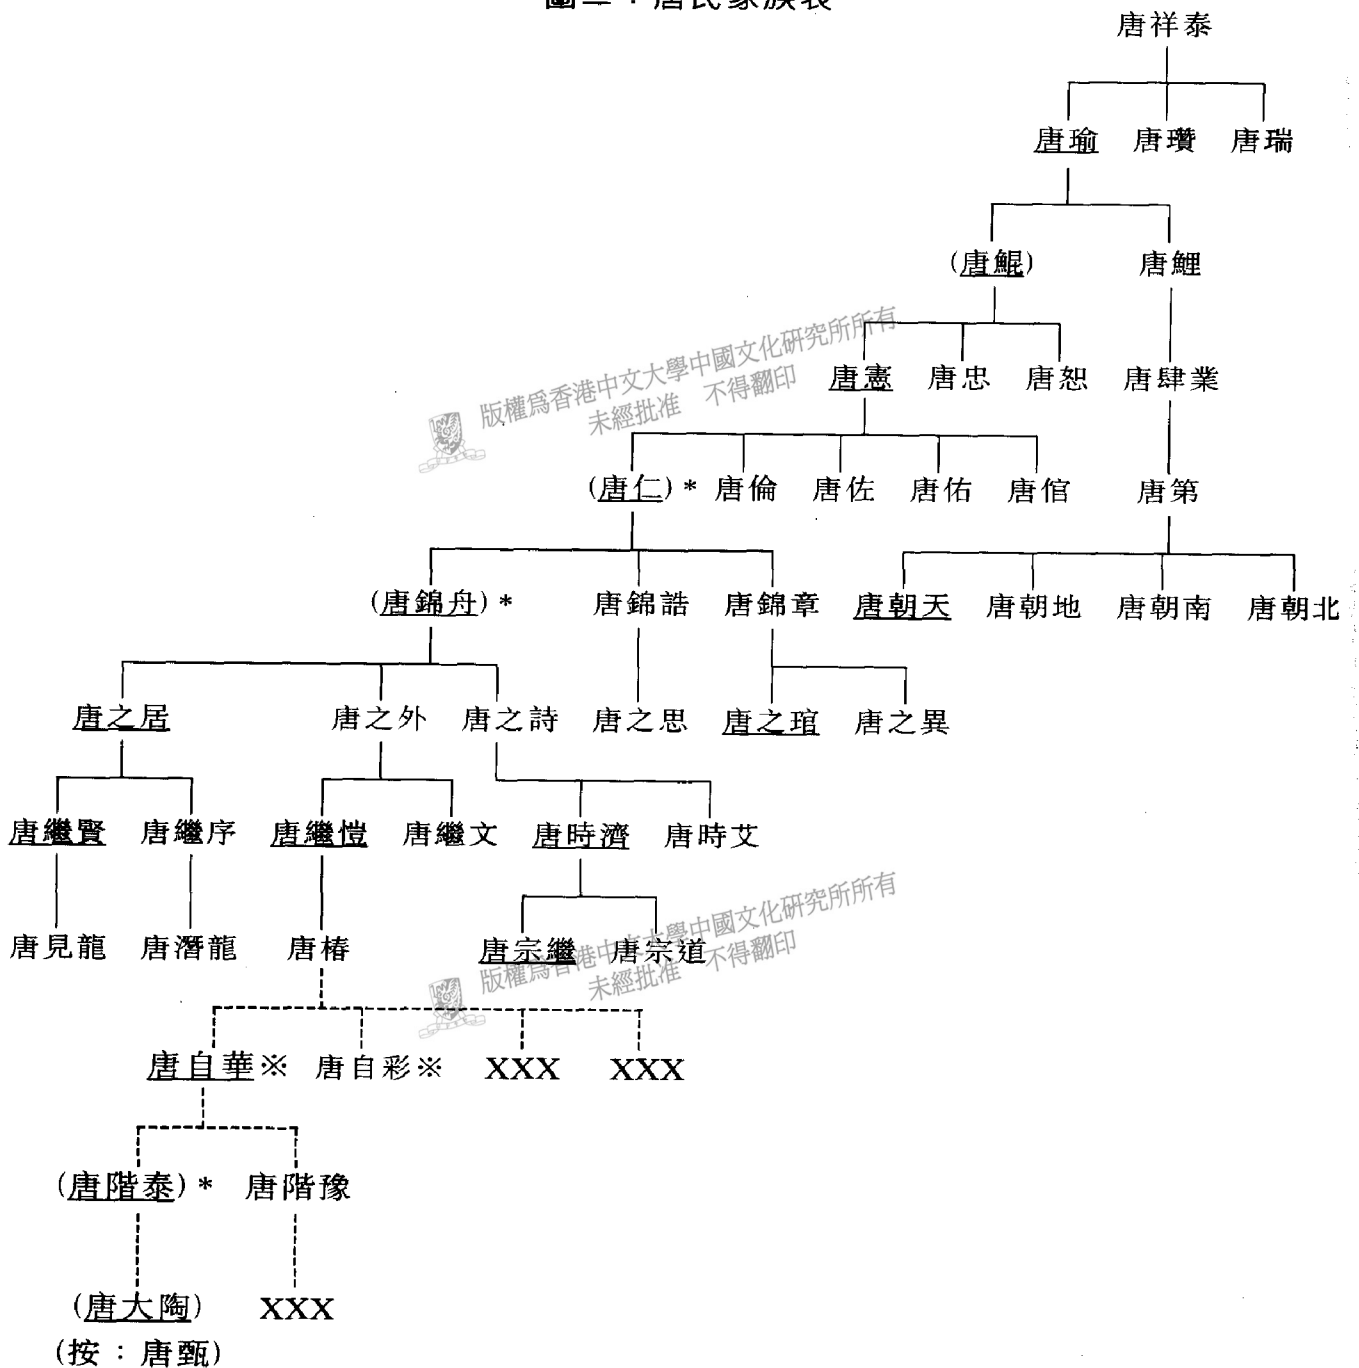 圖二：唐氏家族表
唐祥泰
唐瑜 唐瓚 唐瑞
(唐鯤) 唐鯉
唐憲 唐忠 唐恕 唐肆業
(唐仁)* 唐倫 唐佐 唐佑 唐倌 唐第
(唐錦舟)* 唐錦誥 唐錦章 唐朝天 唐朝地 唐朝南 唐朝北
唐之居 唐之外 唐之詩 唐之思 唐之琯 唐之異
唐繼賢 唐繼序 唐繼愷 唐繼文 唐時濟 唐時艾
唐見龍 唐潛龍 唐椿 唐宗繼 唐宗道
唐自華※ 唐自彩※ XXX XXX
(唐階泰)* 唐階豫
(唐大陶) XXX
(按：唐甄)
版權爲香港中文大學中國文化研究所所有
未經批准 不得翻印
版權爲香港中文大學中國文化研究所所有
未經批准 不得翻印